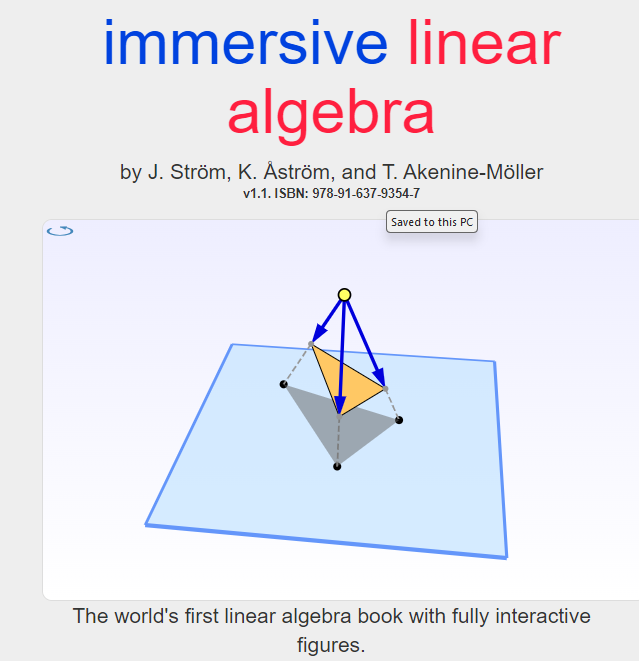 immersive linear
algebra
by J. Ström, K. Åström, and T. Akenine-Möller
v1.1. ISBN: 978-91-637-9354-7
Saved to this PC
The world's first linear algebra book with fully interactive
figures.